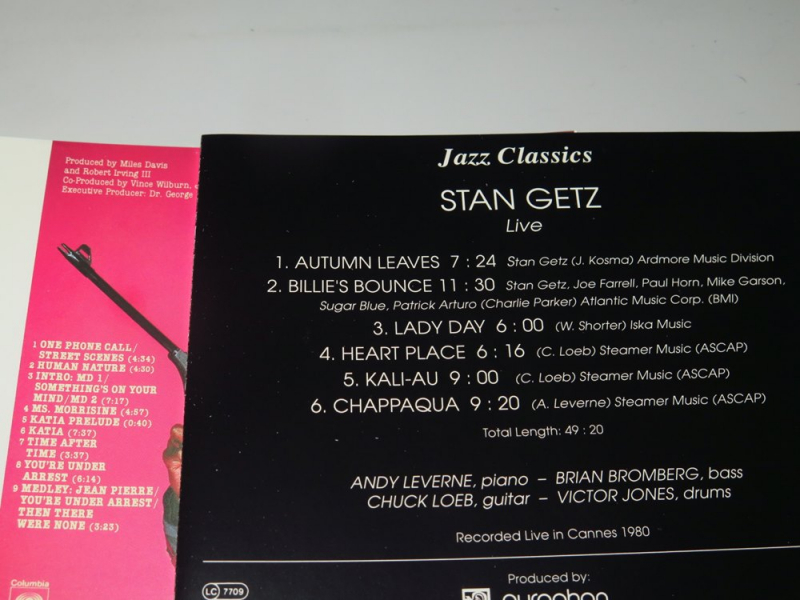 Produced by Miles Davis
and Robert Irving III
Co-Produced by Vince Wilburn,
Executive Producer: Dr. George
1 ONE PHONE CALL/
STREET SCENES (4:34)
2 HUMAN NATURE (4:30)
3 INTRO: MD 1/
SOMETHING'S ON YOUR
MIND/MD 2 (7:17)
4 MS. MORRISINE (4:57)
5 KATIA PRELUDE (0:40)
6 KATIA (7:37)
7 TIME AFTER
TIME (3:37)
8 YOU'RE UNDER
ARREST (6:14)
9 MEDLEY: JEAN PIERRE/
YOU'RE UNDER ARREST/
THEN THERE
WERE NONE (3:23)
Columbia
Jazz Classics
STAN GETZ
Live
1. AUTUMN LEAVES 7 : 24 Stan Getz (J. Kosma) Ardmore Music Division
2. BILLIE'S BOUNCE 11 : 30 Stan Getz, Joe Farrell, Paul Horn, Mike Garson,
Sugar Blue, Patrick Arturo (Charlie Parker) Atlantic Music Corp. (BMI)
3. LADY DAY 6 : 00 (W. Shorter) Iska Music
4. HEART PLACE 6 : 16 (C. Loeb) Steamer Music (ASCAP)
5. KALI-AU 9 : 00 (C. Loeb) Steamer Music (ASCAP)
6. CHAPPAQUA 9 : 20 (A. Leverne) Steamer Music (ASCAP)
Total Length: 49 : 20
ANDY LEVERNE, piano – BRIAN BROMBERG, bass
CHUCK LOEB, guitar – VICTOR JONES, drums
Recorded Live in Cannes 1980
LC 7709
Produced by: